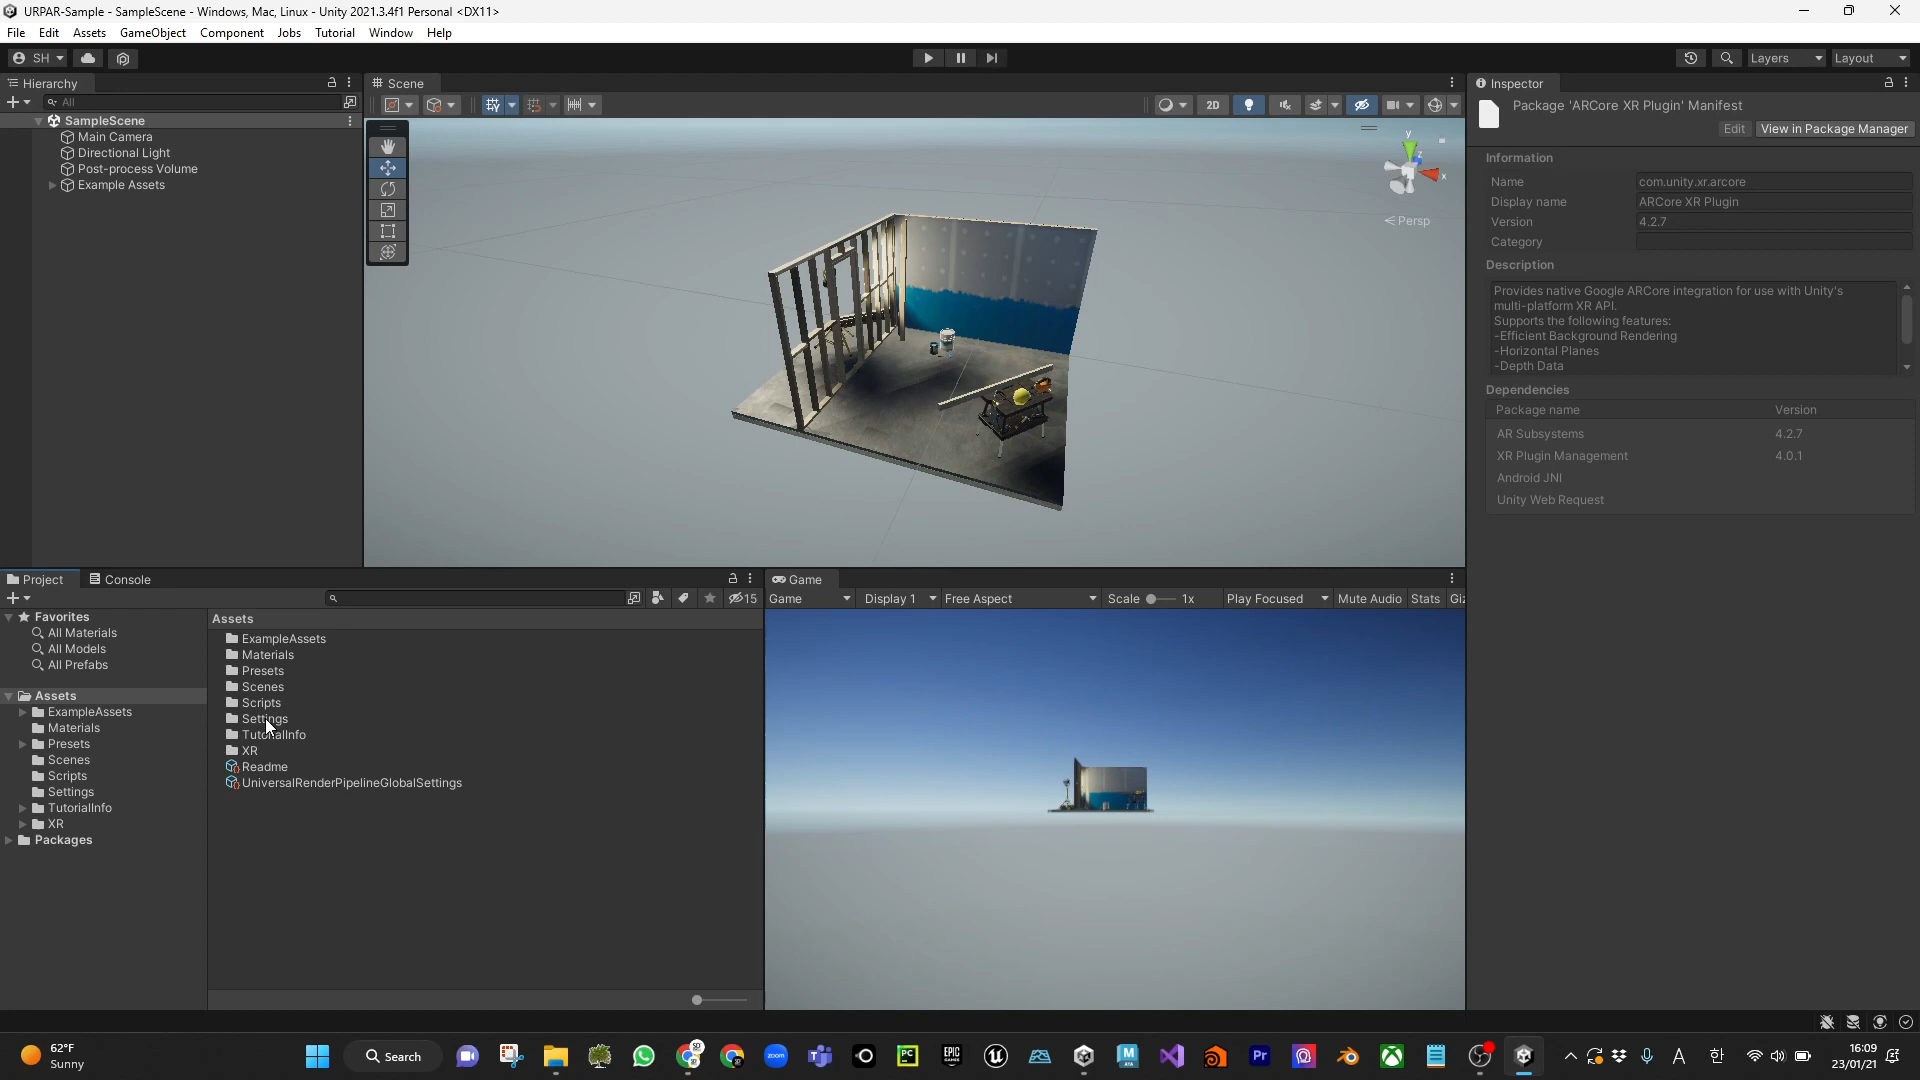 URPAR-Sample - SampleScene - Windows, Mac, Linux - Unity 2021.3.4f1 Personal <DX11>
File Edit Assets GameObject Component Jobs Tutorial Window Help
SH
Layers Layout
Hierarchy
All
SampleScene
Main Camera
Directional Light
Post-process Volume
Example Assets
Scene
2D
y
z
x
Persp
Inspector
Package 'ARCore XR Plugin' Manifest
Edit View in Package Manager
Information
Name com.unity.xr.arcore
Display name ARCore XR Plugin
Version 4.2.7
Category
Description
Provides native Google ARCore integration for use with Unity's
multi-platform XR API.
Supports the following features:
-Efficient Background Rendering
-Horizontal Planes
-Depth Data
Dependencies
Package name Version
AR Subsystems 4.2.7
XR Plugin Management 4.0.1
Android JNI
Unity Web Request
Project Console
15
Favorites
All Materials
All Models
All Prefabs
Assets
ExampleAssets
Materials
Presets
Scenes
Scripts
Settings
TutorialInfo
XR
Packages
Assets
ExampleAssets
Materials
Presets
Scenes
Scripts
Settings
TutorialInfo
XR
Readme
UniversalRenderPipelineGlobalSettings
Game
Game Display 1 Free Aspect Scale 1x Play Focused Mute Audio Stats Giz
62°F
Sunny
Search
zoom
PC
EPIC GAMES
Pr
A
한
16:09
23/01/21